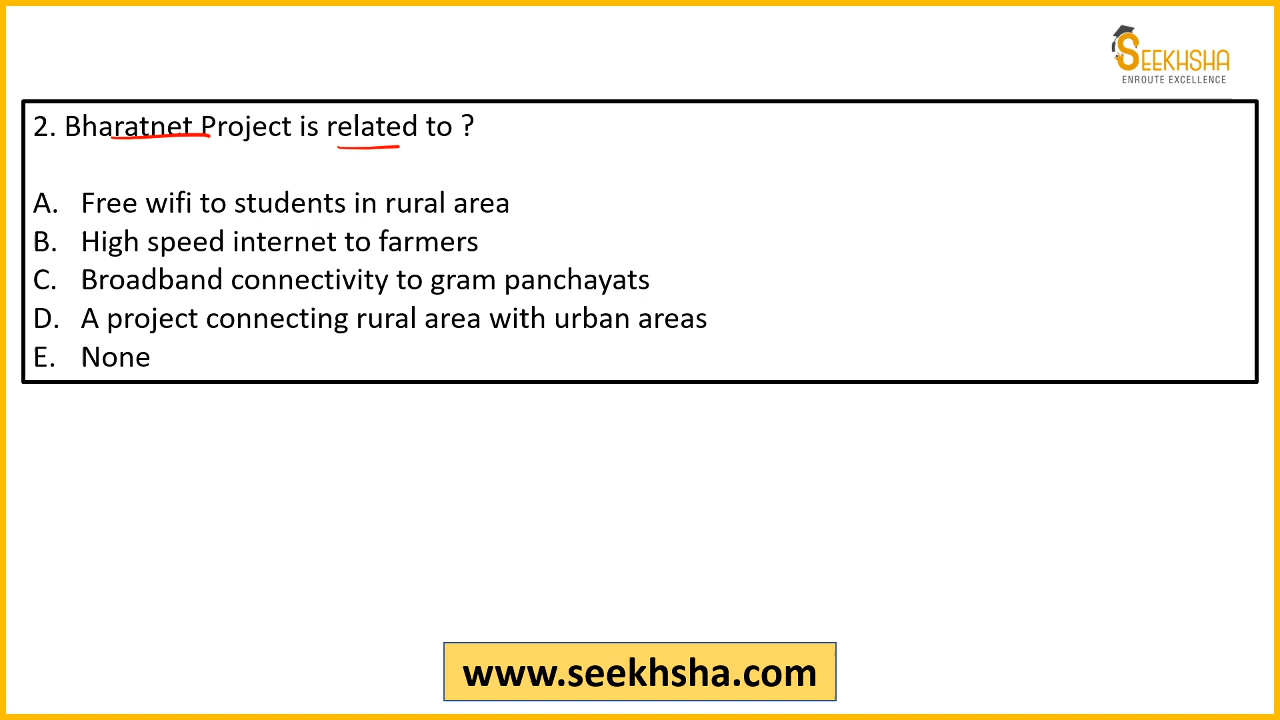 SEEKHSHA
ENROUTE EXCELLENCE
2. Bharatnet Project is related to ?
A. Free wifi to students in rural area
B. High speed internet to farmers
C. Broadband connectivity to gram panchayats
D. A project connecting rural area with urban areas
E. None
www.seekhsha.com